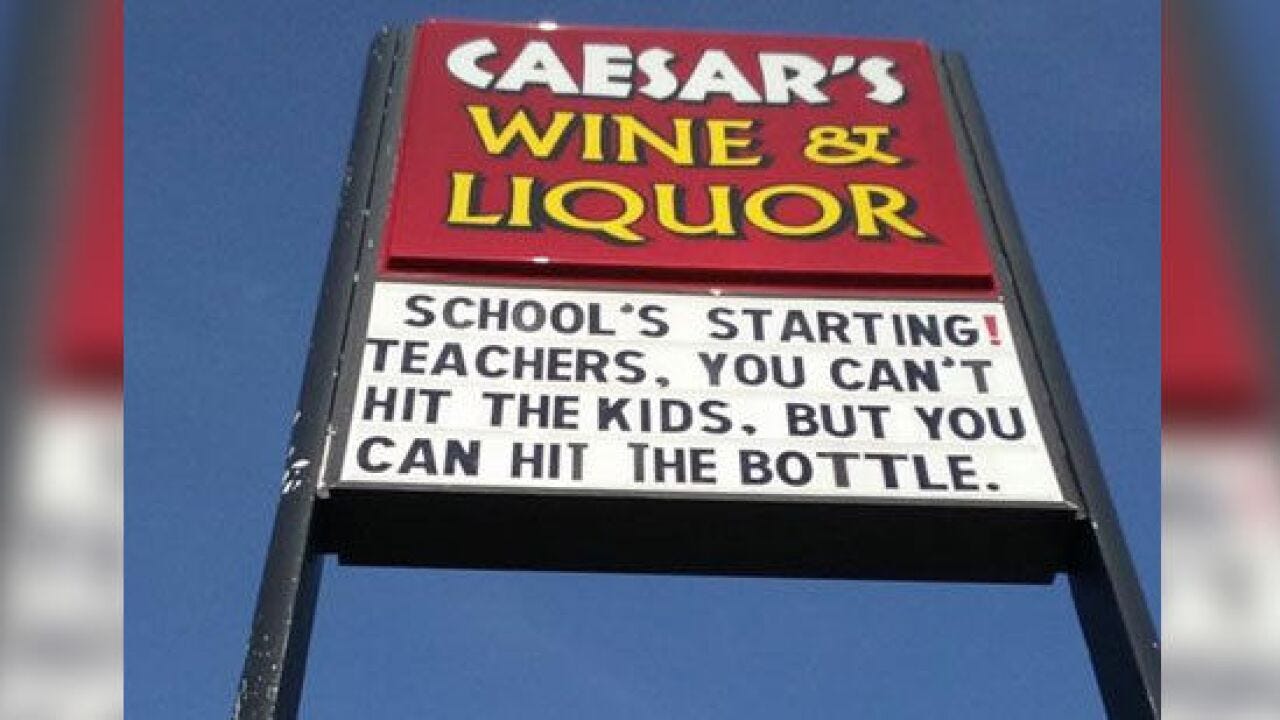 CAESAR'S
WINE &
LIQUOR
SCHOOL'S STARTING!
TEACHERS, YOU CAN'T
HIT THE KIDS, BUT YOU
CAN HIT THE BOTTLE.